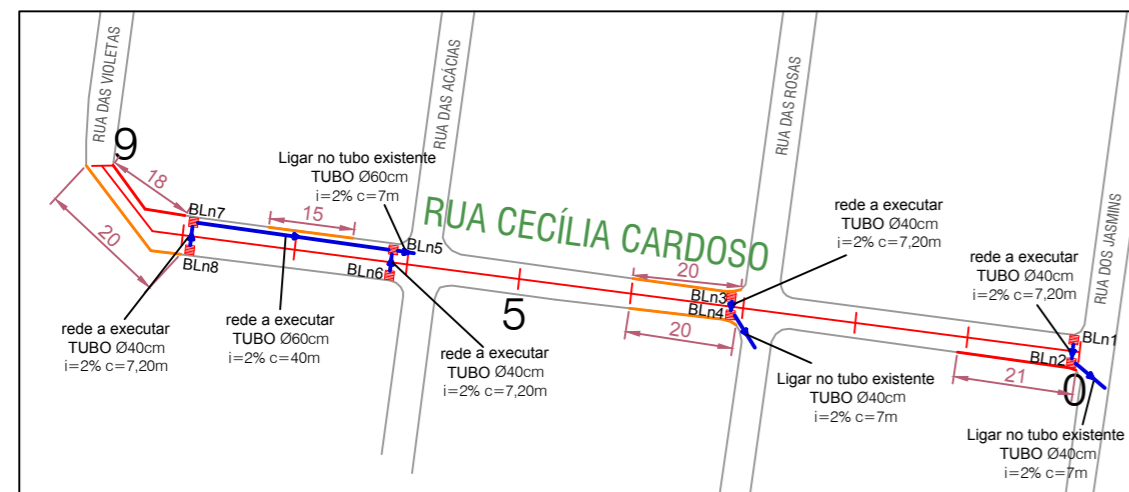 RUA DAS VIOLETAS
RUA DAS ACÁCIAS
RUA DAS ROSAS
RUA DOS JASMINS
RUA CECÍLIA CARDOSO
9
18
20
BLn7
BLn8
15
Ligar no tubo existente
TUBO Ø60cm
i=2% c=7m
BLn5
BLn6
rede a executar
TUBO Ø40cm
i=2% c=7,20m
rede a executar
TUBO Ø60cm
i=2% c=40m
rede a executar
TUBO Ø40cm
i=2% c=7,20m
5
20
BLn3
BLn4
20
rede a executar
TUBO Ø40cm
i=2% c=7,20m
Ligar no tubo existente
TUBO Ø40cm
i=2% c=7m
rede a executar
TUBO Ø40cm
i=2% c=7,20m
BLn1
BLn2
21
0
Ligar no tubo existente
TUBO Ø40cm
i=2% c=7m